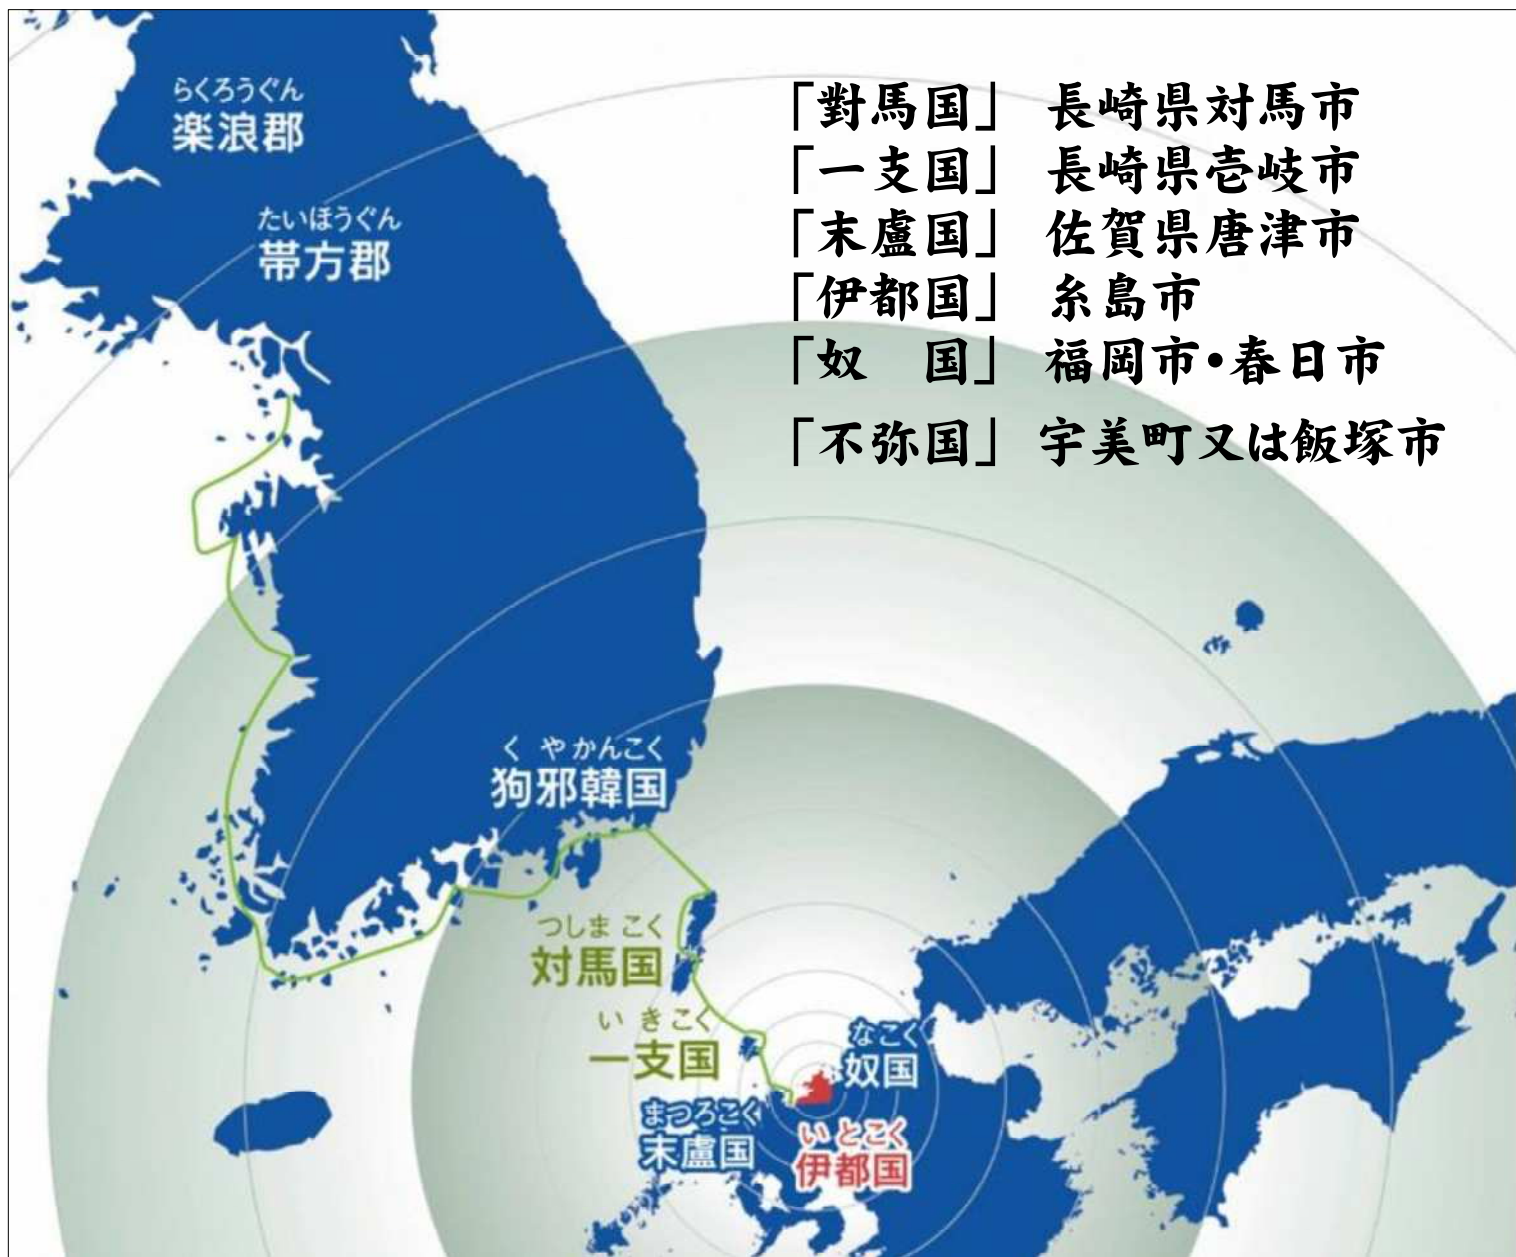 らくろうぐん
楽浪郡
たいほうぐん
帯方郡
「對馬国」 長崎県対馬市
「一支国」 長崎県壱岐市
「末盧国」 佐賀県唐津市
「伊都国」 糸島市
「奴　国」 福岡市・春日市
「不弥国」 宇美町又は飯塚市
く や かんこく
狗邪韓国
つしま こく
対馬国
い き こく
一支国
なこく
奴国
まつろこく
末盧国
い と こく
伊都国